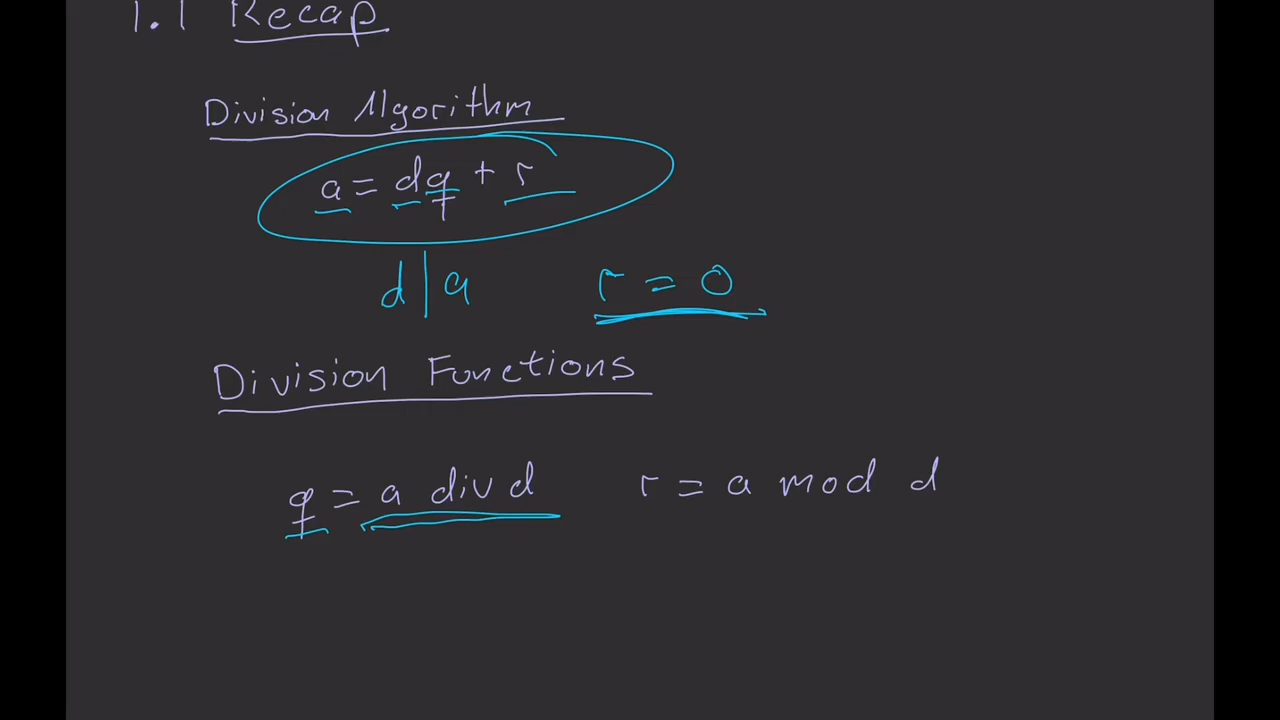 1.1 Recap
Division Algorithm
a = dq + r
d | a r = 0
Division Functions
q = a div d r = a mod d